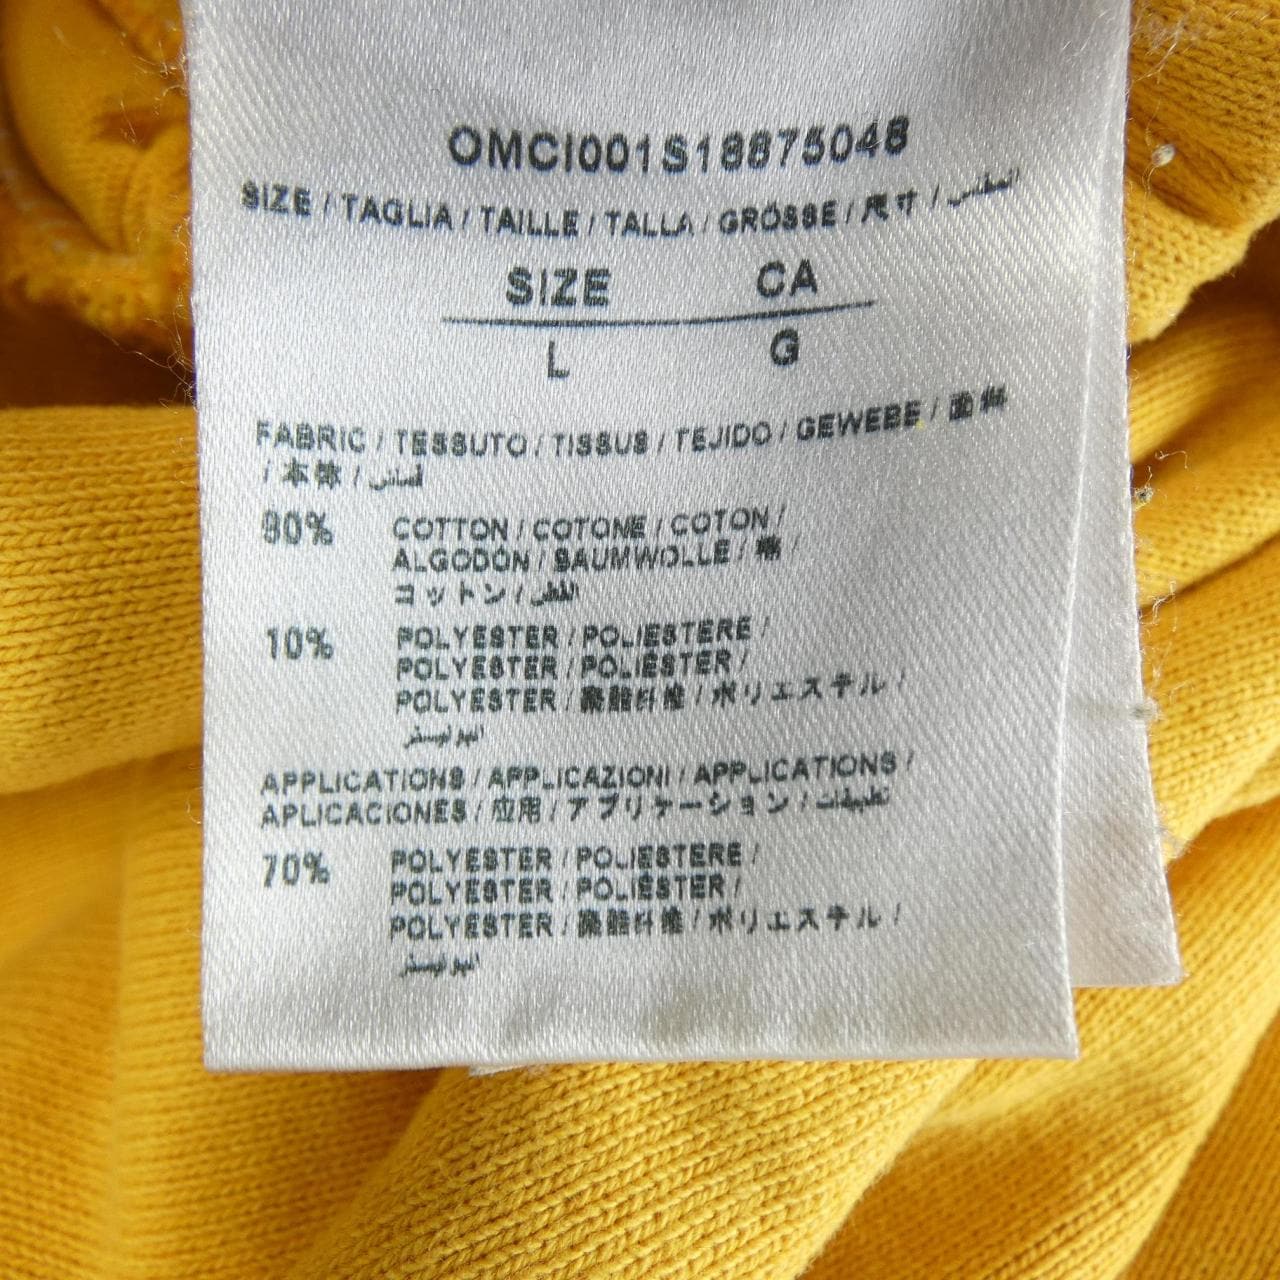 OMCI001S18875048
SIZE / TAGLIA / TAILLE / TALLA / GRÖSSE / 尺寸 / المقاس
SIZE CA
L G
FABRIC / TESSUTO / TISSUS / TEJIDO / GEWEBE / 面料
/ 本体 / قماش
90% COTTON / COTONE / COTON /
ALGODÓN / BAUMWOLLE / 棉 /
コットン / القطن
10% POLYESTER / POLIESTERE /
POLYESTER / POLIÉSTER /
POLYESTER / 聚酯纤维 / ポリエステル /
البوليستر
APPLICATIONS / APPLICAZIONI / APPLICATIONS /
APLICACIONES / 应用 / アプリケーション / تطبيقات
70% POLYESTER / POLIESTERE /
POLYESTER / POLIÉSTER /
POLYESTER / 聚酯纤维 / ポリエステル /
البوليستر